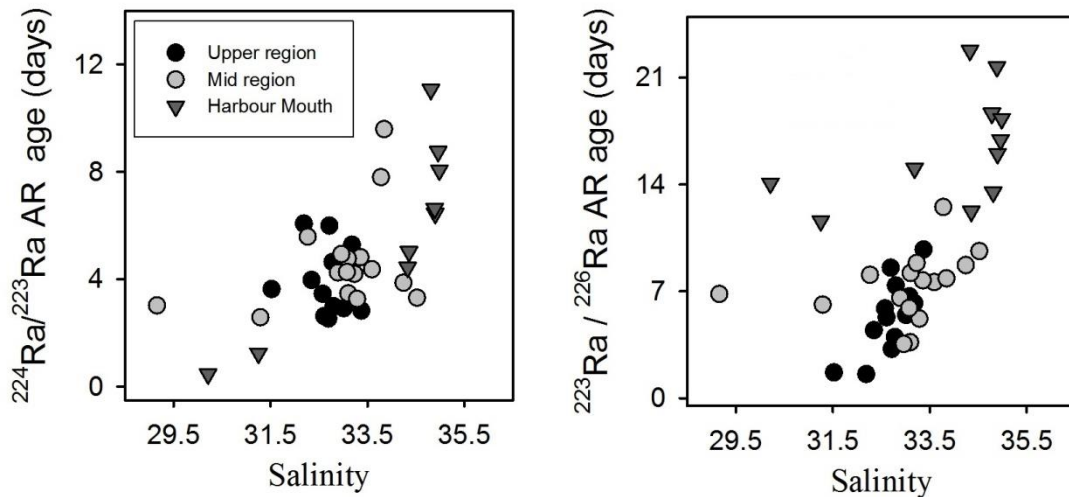 ²²⁴Ra/²²³Ra AR age (days)
12
8
4
0
Upper region
Mid region
Harbour Mouth
29.5 31.5 33.5 35.5
Salinity
²²³Ra / ²²⁶Ra AR age (days)
21
14
7
0
29.5 31.5 33.5 35.5
Salinity